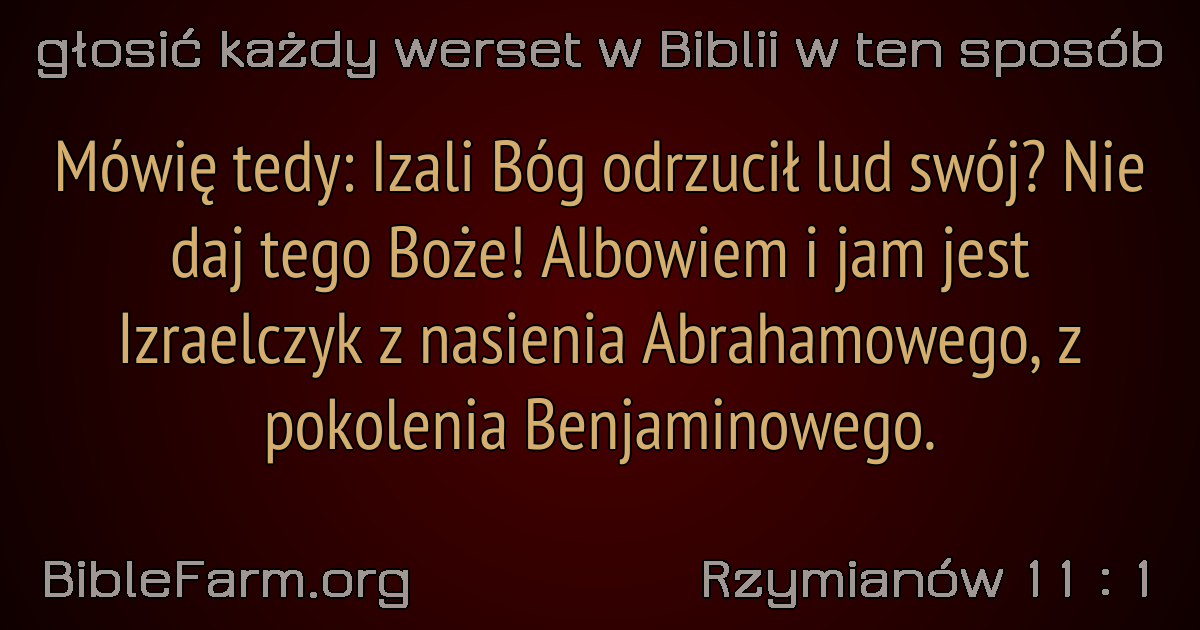 głosić każdy werset w Biblii w ten sposób
Mówię tedy: Izali Bóg odrzucił lud swój? Nie
daj tego Boże! Albowiem i jam jest
Izraelczyk z nasienia Abrahamowego, z
pokolenia Benjaminowego.
BibleFarm.org
Rzymianów 11 : 1